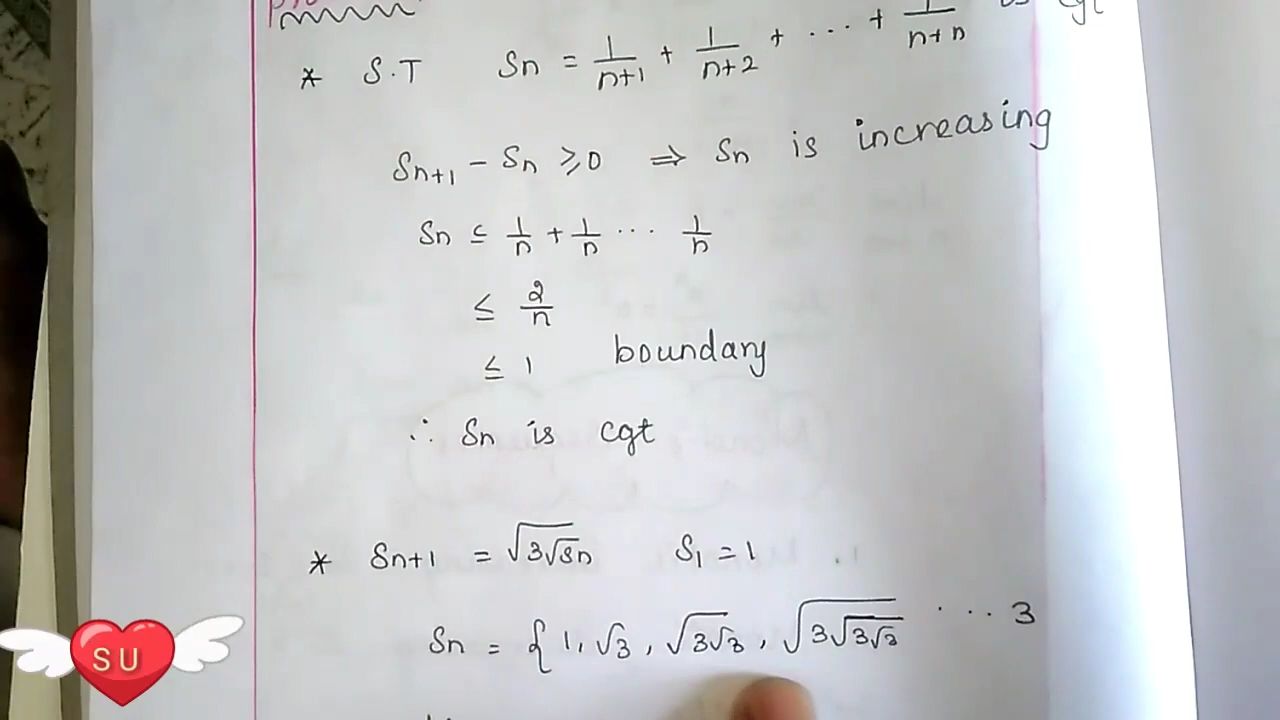 * S.T Sn = 1/n+1 + 1/n+2 + ... + 1/n+n is cgt
Sn+1 - Sn ≥ 0 ⇒ Sn is increasing
Sn ≤ 1/n + 1/n ... 1/n
≤ 2/n
≤ 1 boundary
∴ Sn is cgt
* Sn+1 = √3√Sn S1 = 1
Sn = { 1, √3, √3√3, √3√3√3 ... 3
SU